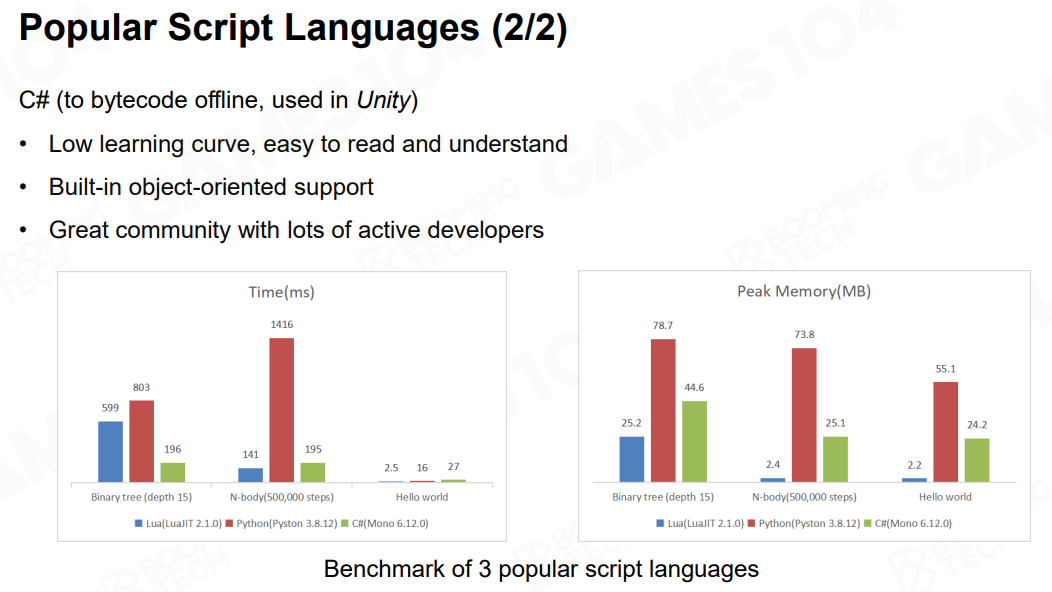 Popular Script Languages (2/2)
C# (to bytecode offline, used in Unity)
• Low learning curve, easy to read and understand
• Built-in object-oriented support
• Great community with lots of active developers
Time(ms)
1416
803
599
196
141
195
2.5
16
27
Binary tree (depth 15)
N-body(500,000 steps)
Hello world
Lua(LuaJIT 2.1.0) Python(Pyston 3.8.12) C#(Mono 6.12.0)
Peak Memory(MB)
78.7
73.8
55.1
44.6
25.2
2.4
25.1
2.2
24.2
Binary tree (depth 15)
N-body(500,000 steps)
Hello world
Lua(LuaJIT 2.1.0) Python(Pyston 3.8.12) C#(Mono 6.12.0)
Benchmark of 3 popular script languages
GAMES 104
BOOMING
TECH